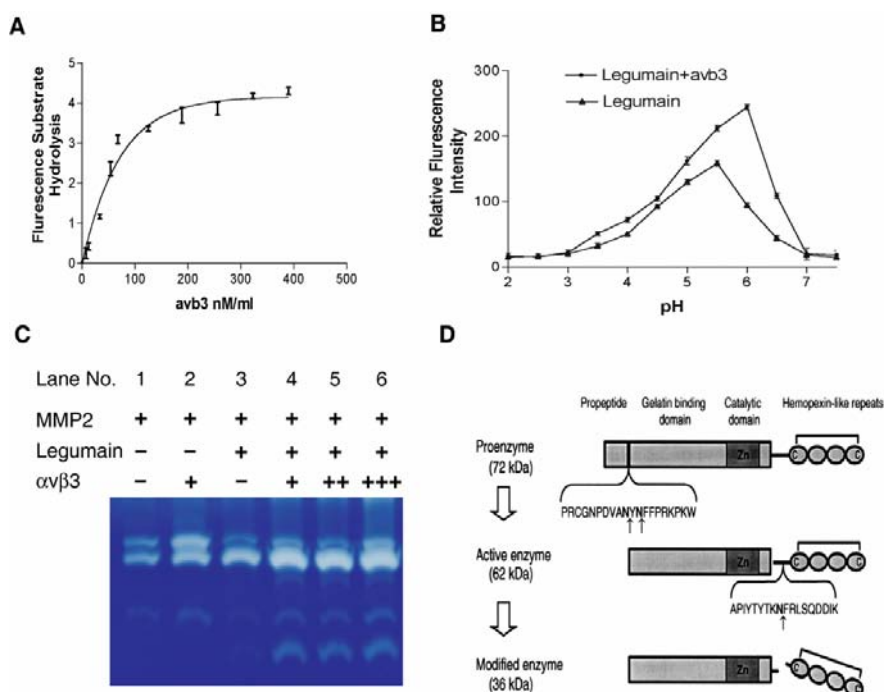 A
Flurescence Substrate
Hydrolysis
5
4
3
2
1
0
0 100 200 300 400 500
avb3 nM/ml
B
Relative Flurescence
Intensity
300
200
100
0
Legumain+avb3
Legumain
2 3 4 5 6 7
pH
C
Lane No. 1 2 3 4 5 6
MMP2 + + + + + +
Legumain – – + + + +
αvβ3 – + – + ++ +++
D
Propeptide Gelatin binding domain Catalytic domain Hemopexin-like repeats
Proenzyme
(72 kDa)
Zn C C
PRCGNPDVANYNFFPRKPKW
Active enzyme
(62 kDa)
Zn C C
APIYTYTKNFRLSQDDIK
Modified enzyme
(36 kDa)
Zn C C